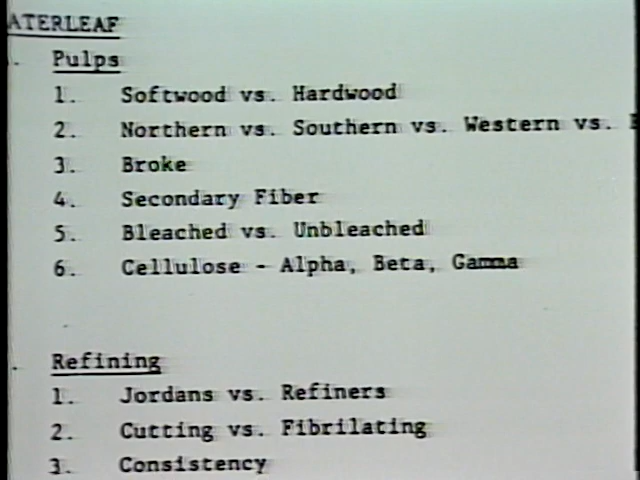 ATERLEAF
. Pulps
1. Softwood vs. Hardwood
2. Northern vs. Southern vs. Western vs.
3. Broke
4. Secondary Fiber
5. Bleached vs. Unbleached
6. Cellulose - Alpha, Beta, Gamma
. Refining
1. Jordans vs. Refiners
2. Cutting vs. Fibrilating
3. Consistency